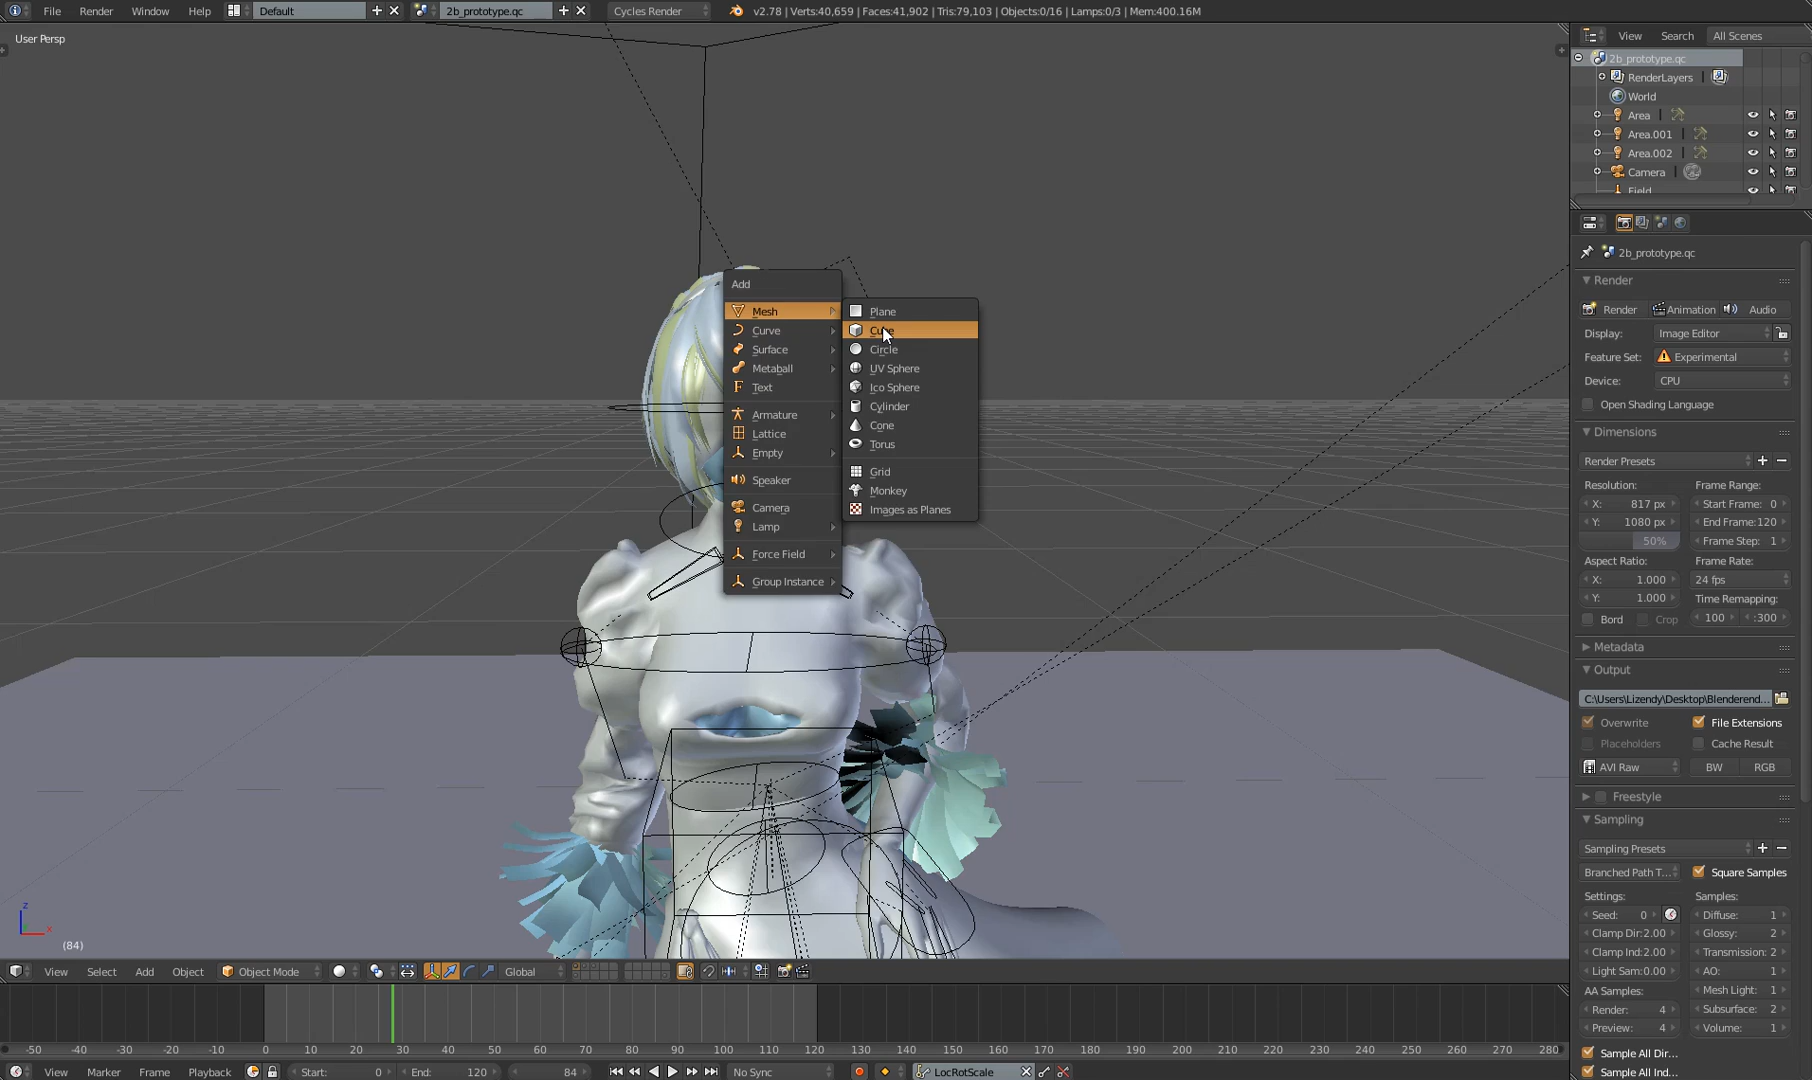 File Render Window Help Default 2b_prototype.qc Cycles Render v2.78 | Verts:40,659 | Faces:41,902 | Tris:79,103 | Objects:0/16 | Lamps:0/3 | Mem:400.16M
User Persp
View Search All Scenes
2b_prototype.qc
RenderLayers
World
Area
Area.001
Area.002
Camera
Field
2b_prototype.qc
Render
Render Animation Audio
Display: Image Editor
Feature Set: Experimental
Device: CPU
Open Shading Language
Dimensions
Render Presets
Resolution: Frame Range:
X: 817 px Start Frame: 0
Y: 1080 px End Frame:120
50% Frame Step: 1
Aspect Ratio: Frame Rate:
X: 1.000 24 fps
Y: 1.000 Time Remapping:
Bord Crop 100 :300
Metadata
Output
C:\Users\Lizendy\Desktop\Blenderend...
Overwrite File Extensions
Placeholders Cache Result
AVI Raw BW RGB
Freestyle
Sampling
Sampling Presets
Branched Path T... Square Samples
Settings: Samples:
Seed: 0 Diffuse: 1
Clamp Dir:2.00 Glossy: 2
Clamp Ind:2.00 Transmission: 2
Light Sam:0.00 AO: 1
AA Samples: Mesh Light: 1
Render: 4 Subsurface: 2
Preview: 4 Volume: 1
Sample All Dir...
Sample All Ind...
Add
Mesh
Curve
Surface
Metaball
Text
Armature
Lattice
Empty
Speaker
Camera
Lamp
Force Field
Group Instance
Plane
Cube
Circle
UV Sphere
Ico Sphere
Cylinder
Cone
Torus
Grid
Monkey
Images as Planes
z
x
(84)
View Select Add Object Object Mode Global
-50 -40 -30 -20 -10 0 10 20 30 40 50 60 70 80 90 100 110 120 130 140 150 160 170 180 190 200 210 220 230 240 250 260 270 280
View Marker Frame Playback Start: 0 End: 120 84 No Sync LocRotScale